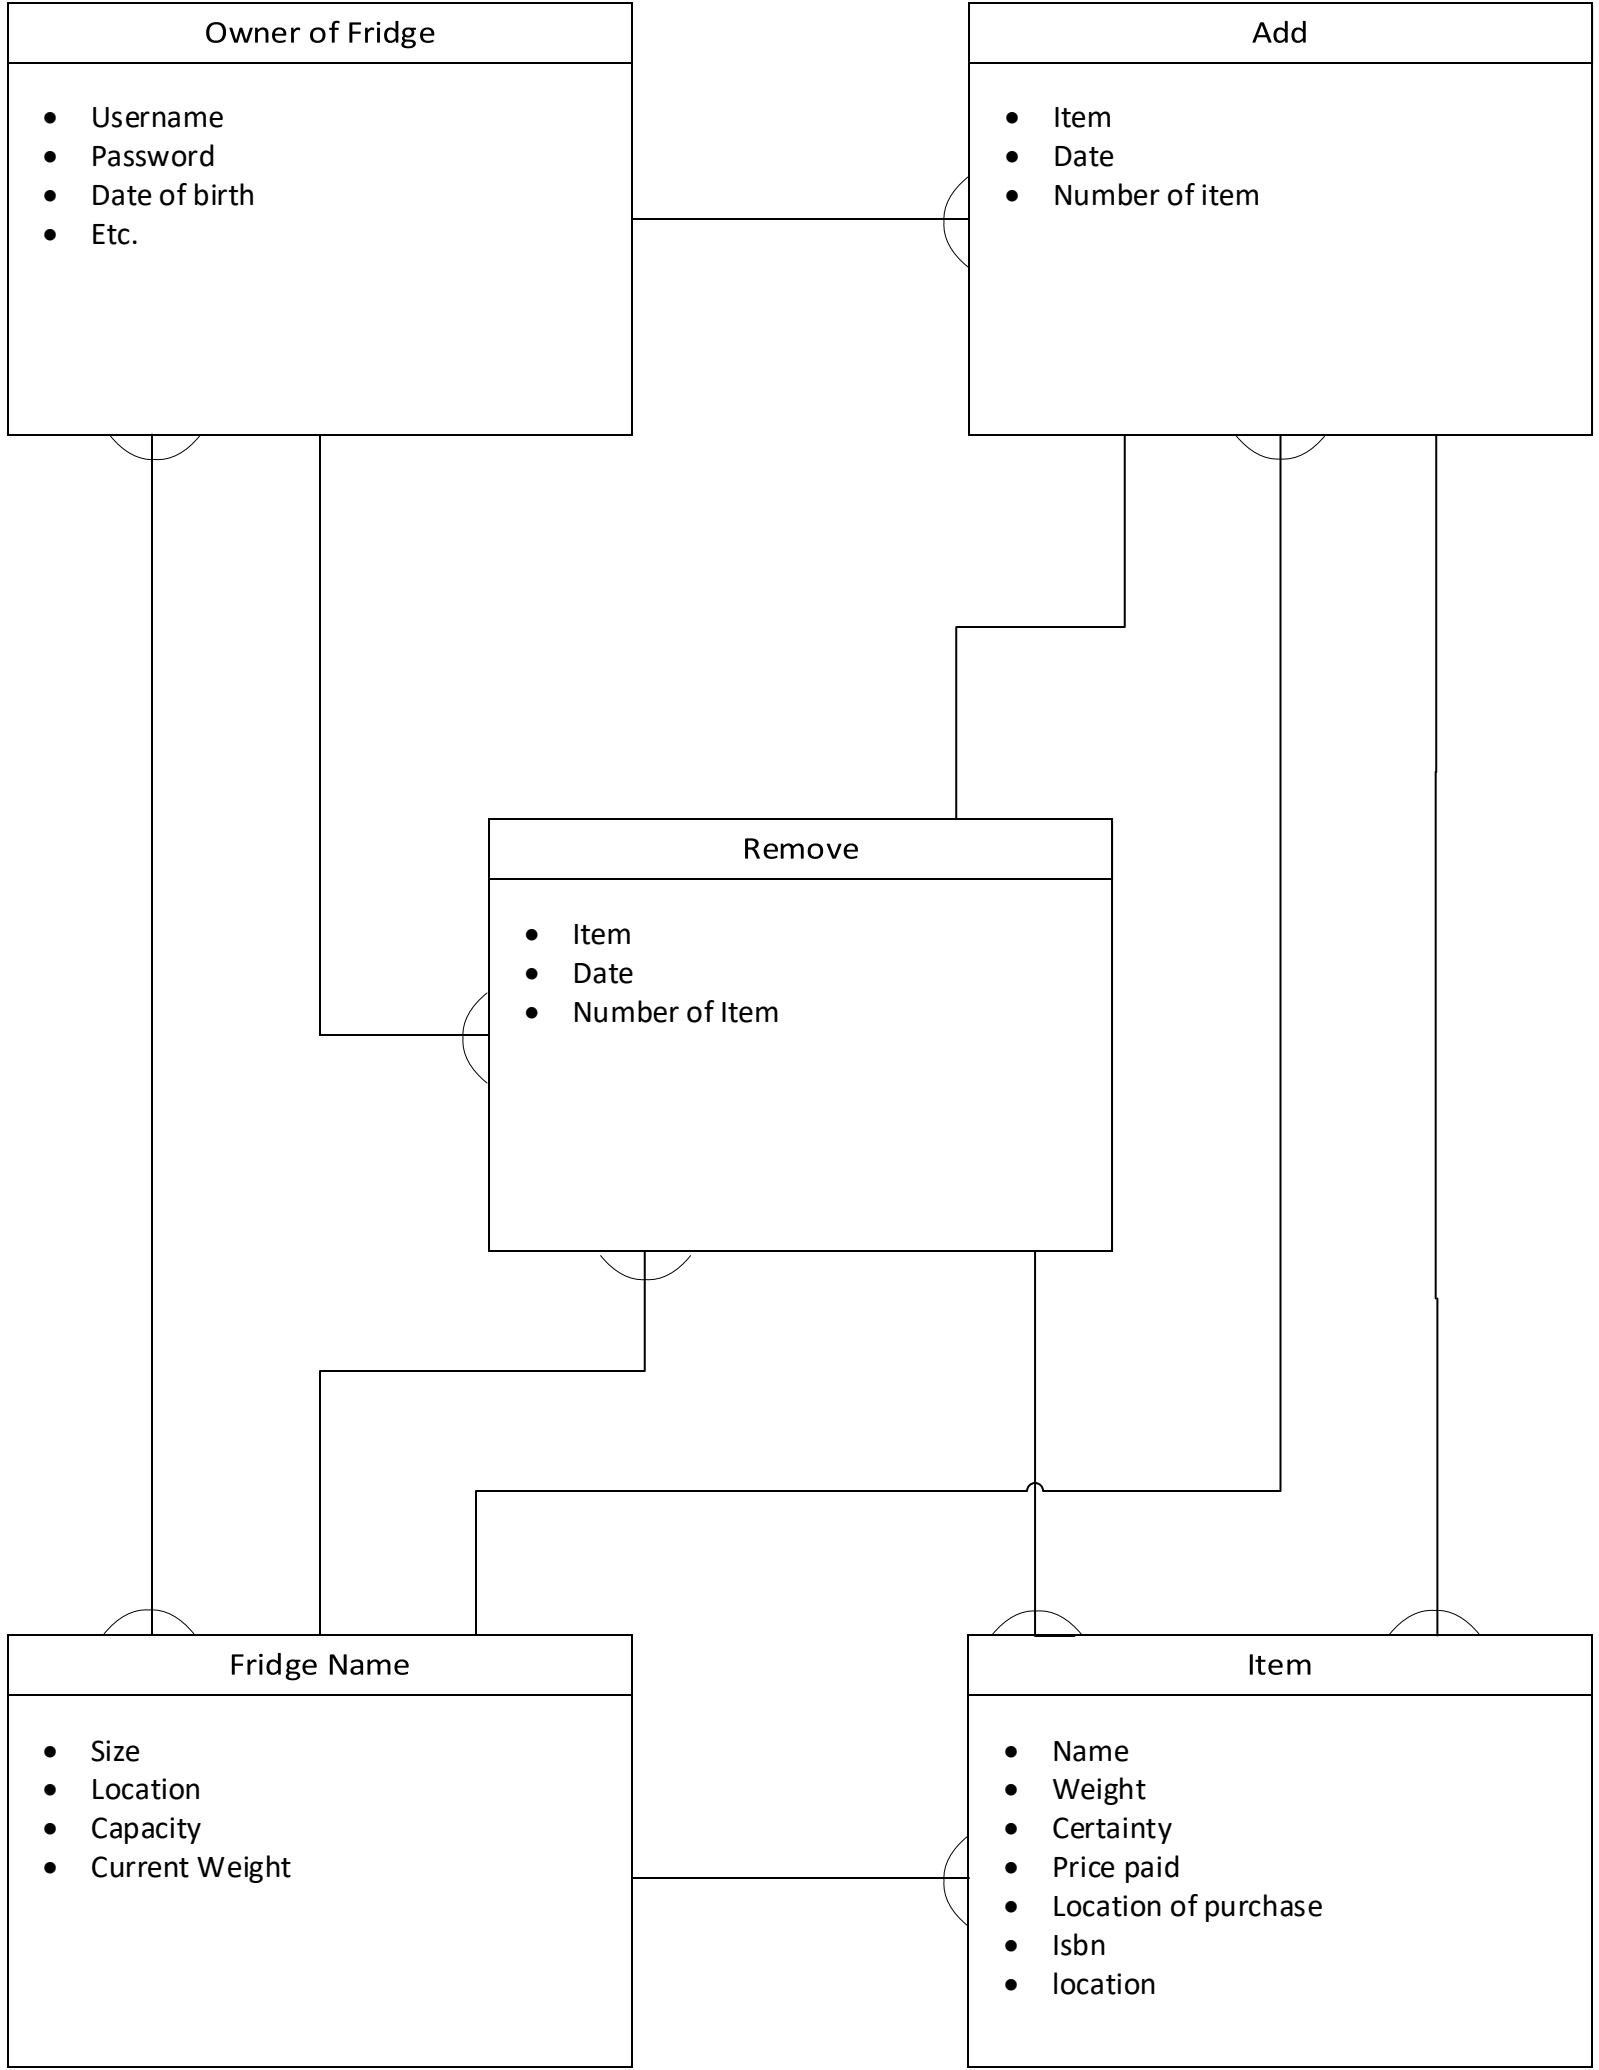 Owner of Fridge
• Username
• Password
• Date of birth
• Etc.
Add
• Item
• Date
• Number of item
Remove
• Item
• Date
• Number of Item
Fridge Name
• Size
• Location
• Capacity
• Current Weight
Item
• Name
• Weight
• Certainty
• Price paid
• Location of purchase
• Isbn
• location